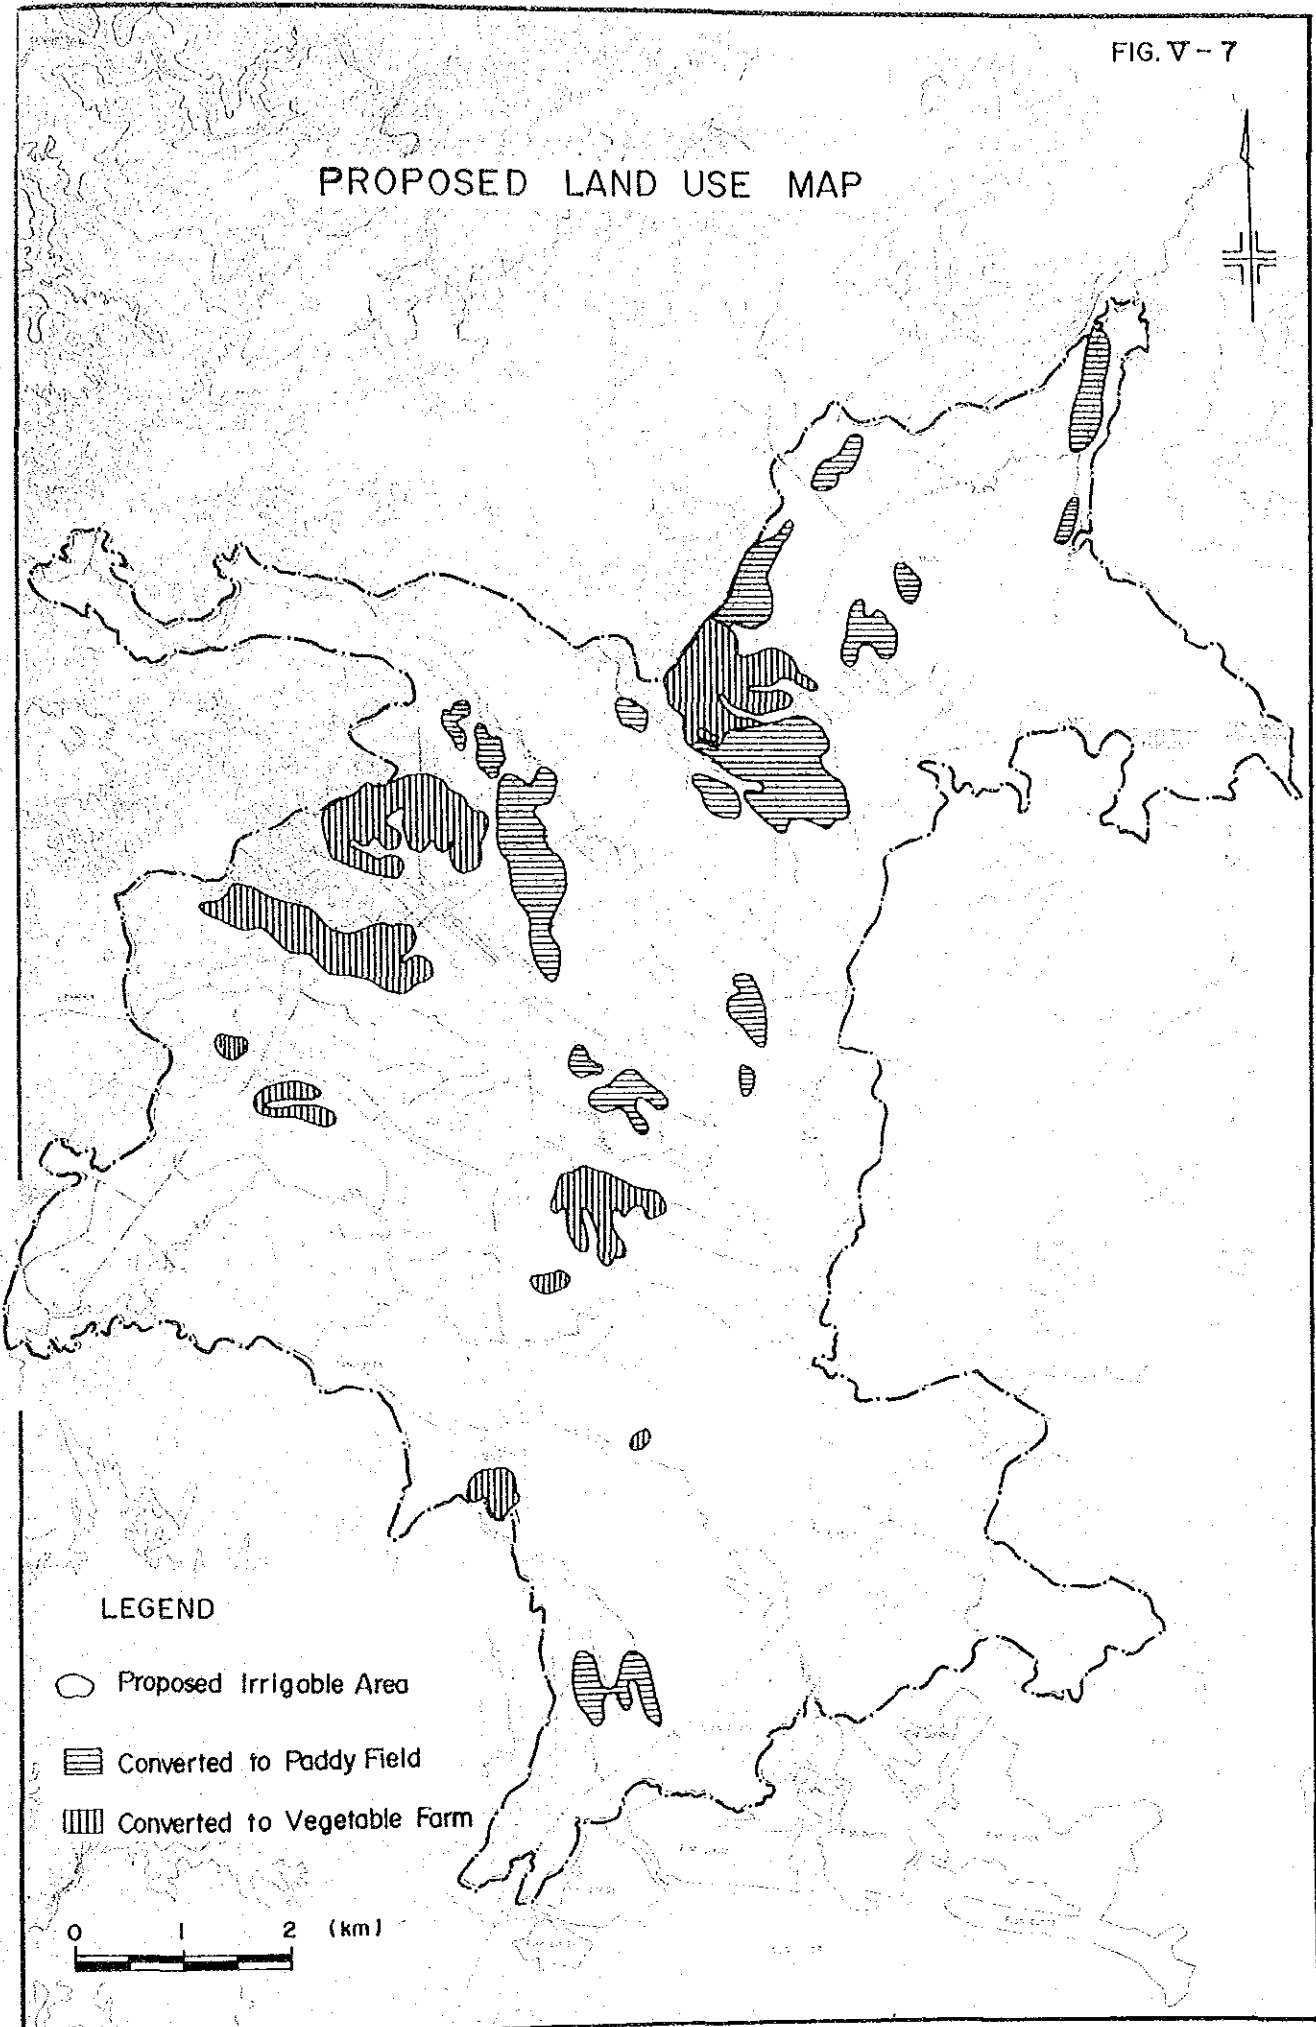 FIG. V - 7
PROPOSED LAND USE MAP
LEGEND
Proposed Irrigable Area
Converted to Paddy Field
Converted to Vegetable Farm
0 1 2 (km)